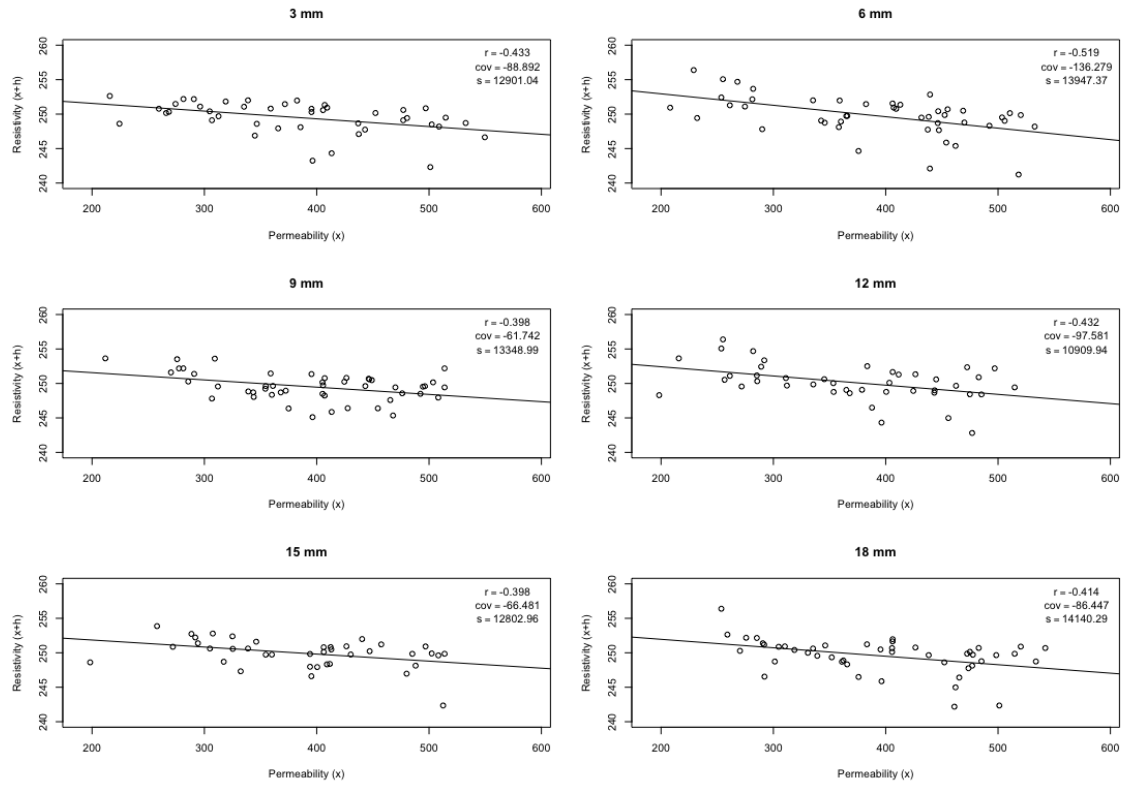 3 mm
r = -0.433
cov = -88.892
s = 12901.04
Resistivity (x+h)
260
255
250
245
240
200 300 400 500 600
Permeability (x)
6 mm
r = -0.519
cov = -136.279
s = 13947.37
Resistivity (x+h)
260
255
250
245
240
200 300 400 500 600
Permeability (x)
9 mm
r = -0.398
cov = -61.742
s = 13348.99
Resistivity (x+h)
260
255
250
245
240
200 300 400 500 600
Permeability (x)
12 mm
r = -0.432
cov = -97.581
s = 10909.94
Resistivity (x+h)
260
255
250
245
240
200 300 400 500 600
Permeability (x)
15 mm
r = -0.398
cov = -66.481
s = 12802.96
Resistivity (x+h)
260
255
250
245
240
200 300 400 500 600
Permeability (x)
18 mm
r = -0.414
cov = -86.447
s = 14140.29
Resistivity (x+h)
260
255
250
245
240
200 300 400 500 600
Permeability (x)